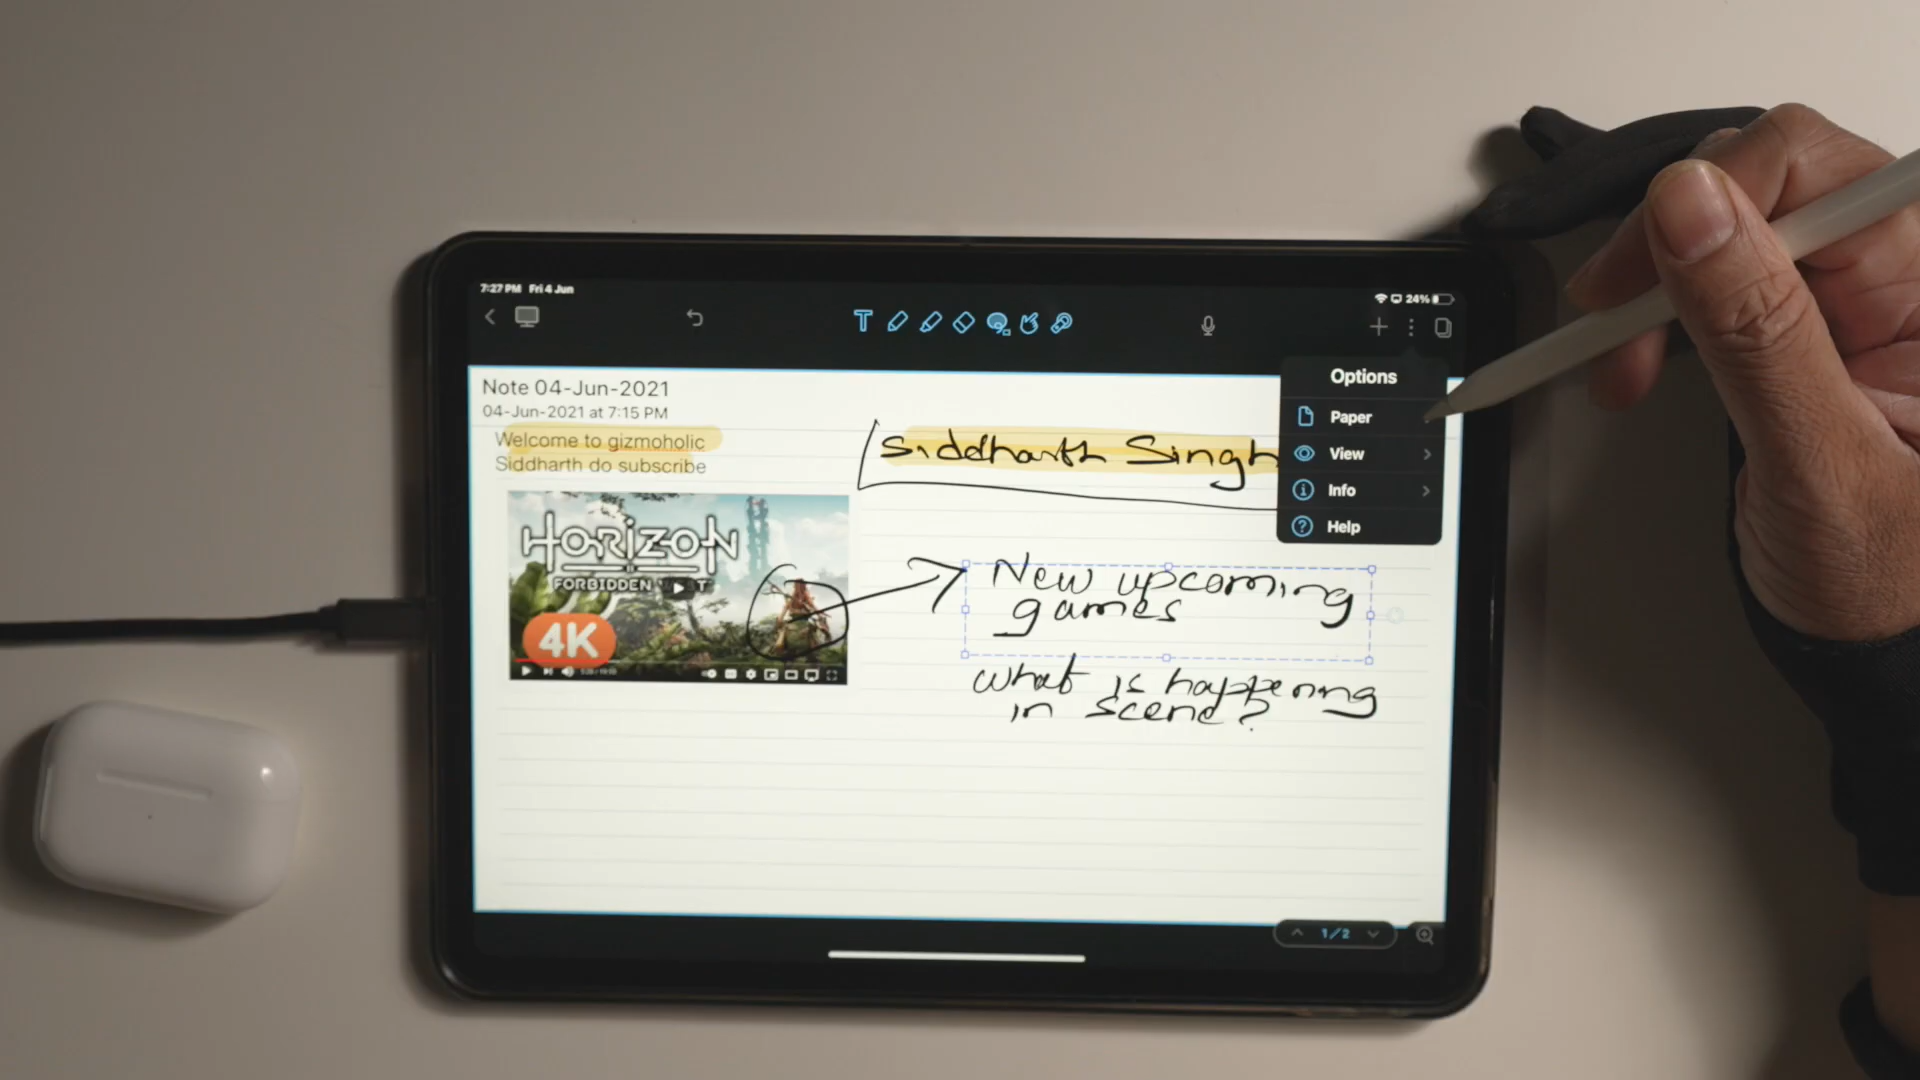 7:27 PM Fri 4 Jun
24%
Options
Paper
View
Info
Help
Note 04-Jun-2021
04-Jun-2021 at 7:15 PM
Welcome to gizmoholic
Siddharth do subscribe
Siddharth Singh
HORIZON
FORBIDDEN
4K
New upcoming
games
what is happening
in scene?
1/2